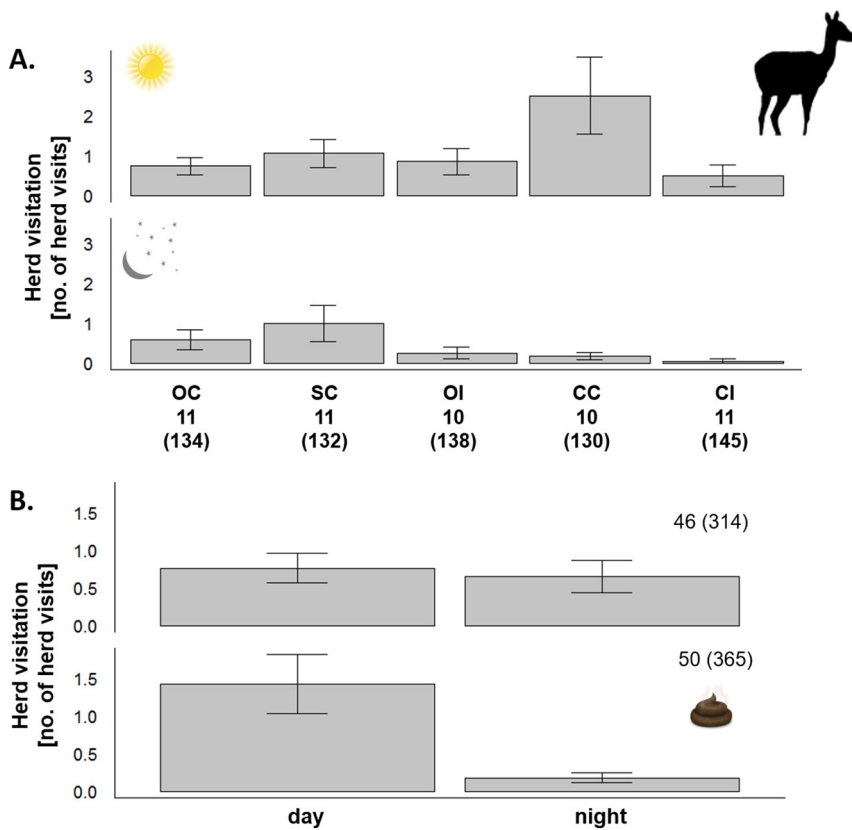 A.
Herd visitation
[no. of herd visits]
3
2
1
0
3
2
1
0
OC SC OI CC CI
11 11 10 10 11
(134) (132) (138) (130) (145)
B.
Herd visitation
[no. of herd visits]
1.5
1.0
0.5
0.0
46 (314)
1.5
1.0
0.5
0.0
50 (365)
day night